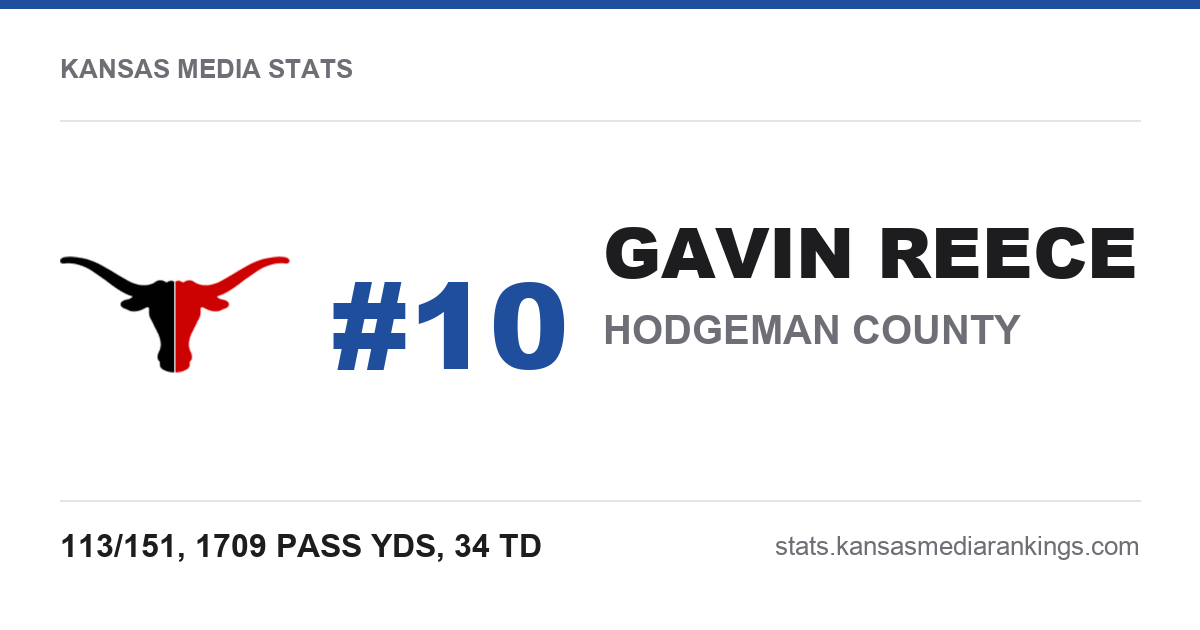 KANSAS MEDIA STATS
#10
GAVIN REECE
HODGEMAN COUNTY
113/151, 1709 PASS YDS, 34 TD
stats.kansasmediarankings.com